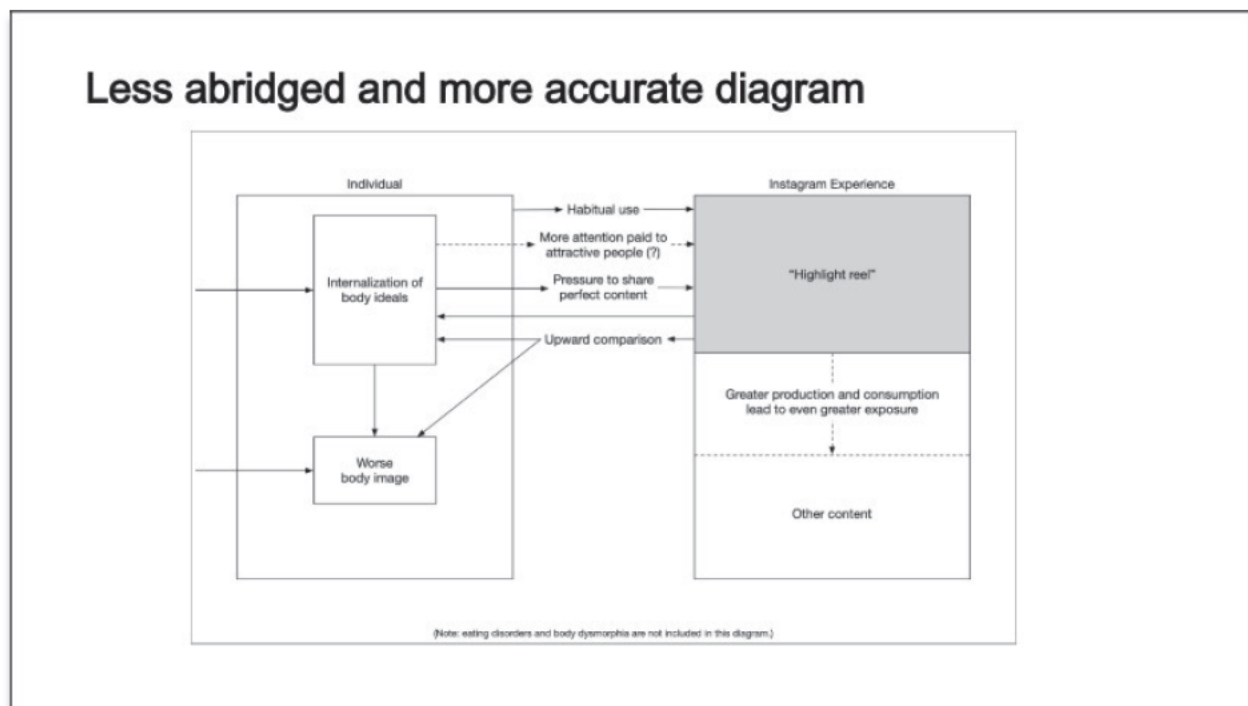 Less abridged and more accurate diagram
Individual
Instagram Experience
Habitual use
More attention paid to
attractive people (?)
Internalization of
body ideals
Pressure to share
perfect content
"Highlight reel"
Upward comparison
Greater production and consumption
lead to even greater exposure
Worse
body image
Other content
(Note: eating disorders and body dysmorphia are not included in this diagram.)